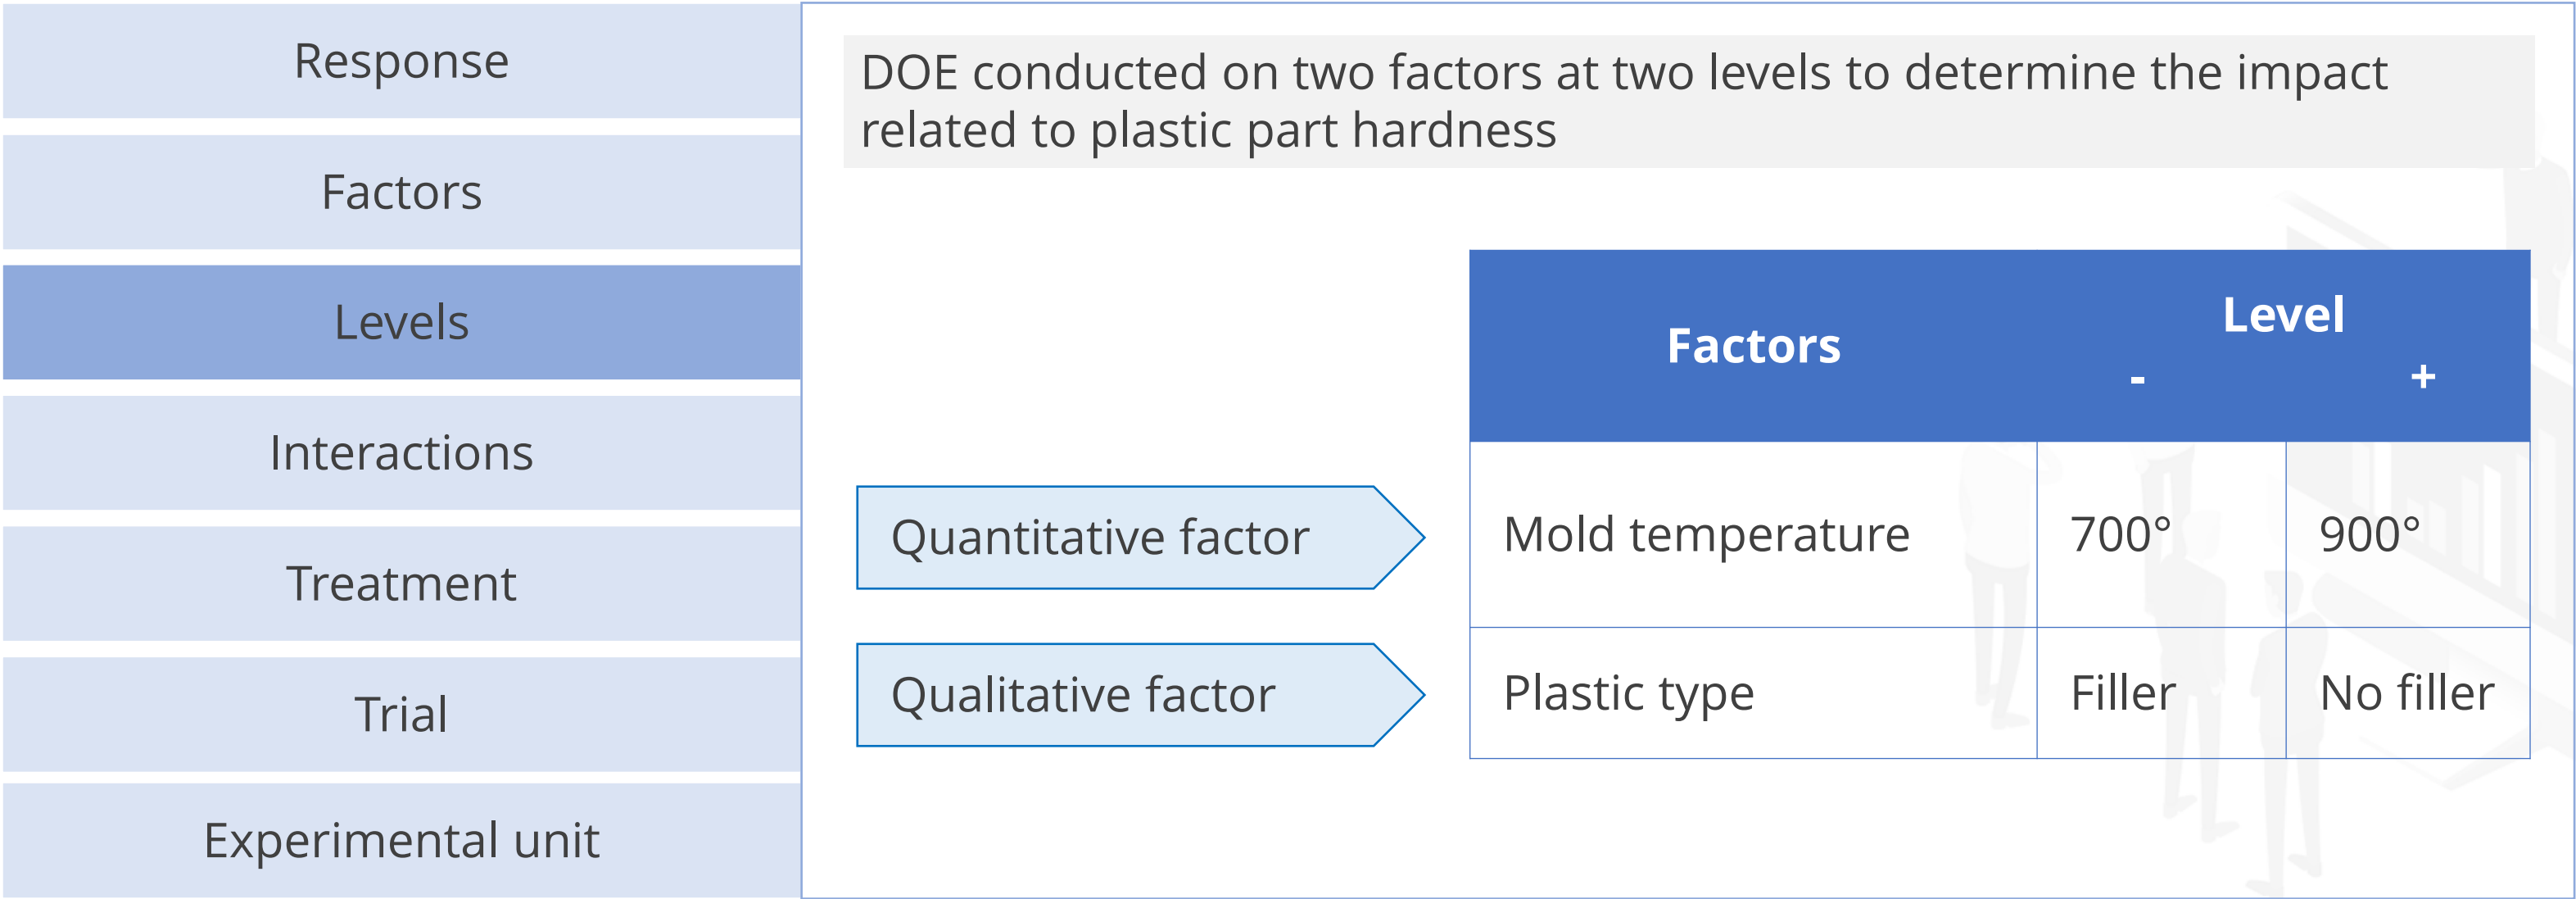 Response
Factors
Levels
Interactions
Treatment
Trial
Experimental unit
DOE conducted on two factors at two levels to determine the impact
related to plastic part hardness
Factors
Level
- +
Quantitative factor
Mold temperature 700° 900°
Qualitative factor
Plastic type Filler No filler